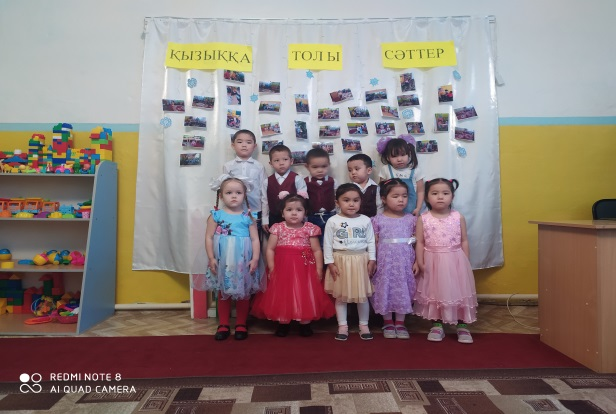 ҚЫЗЫҚҚА ТОЛЫ СӘТТЕР
REDMI NOTE 8
AI QUAD CAMERA